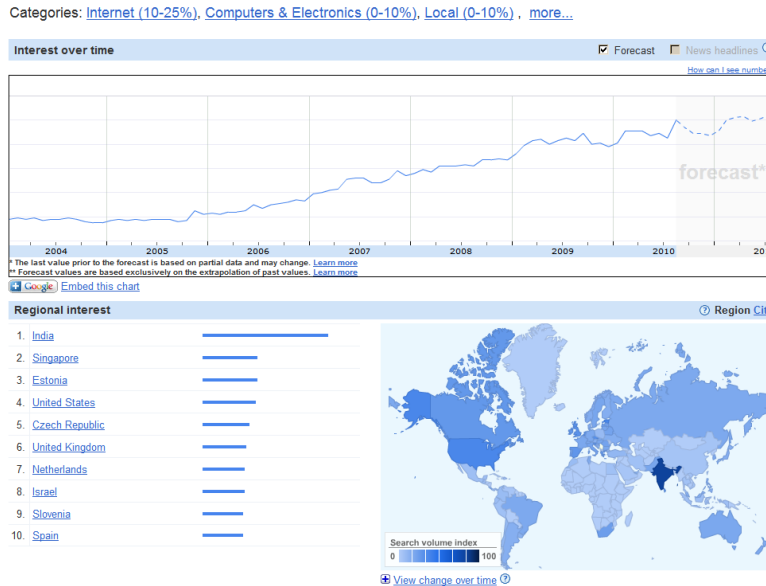 Categories: Internet (10-25%), Computers & Electronics (0-10%), Local (0-10%) , more...
Interest over time
Forecast News headlines
How can I see
forecast*
2004 2005 2006 2007 2008 2009 2010 20
* The last value prior to the forecast is based on partial data and may change. Learn more
** Forecast values are based exclusively on the extrapolation of past values. Learn more
Google Embed this chart
Regional interest
Region
1. India
2. Singapore
3. Estonia
4. United States
5. Czech Republic
6. United Kingdom
7. Netherlands
8. Israel
9. Slovenia
10. Spain
Search volume index
0 100
View change over time